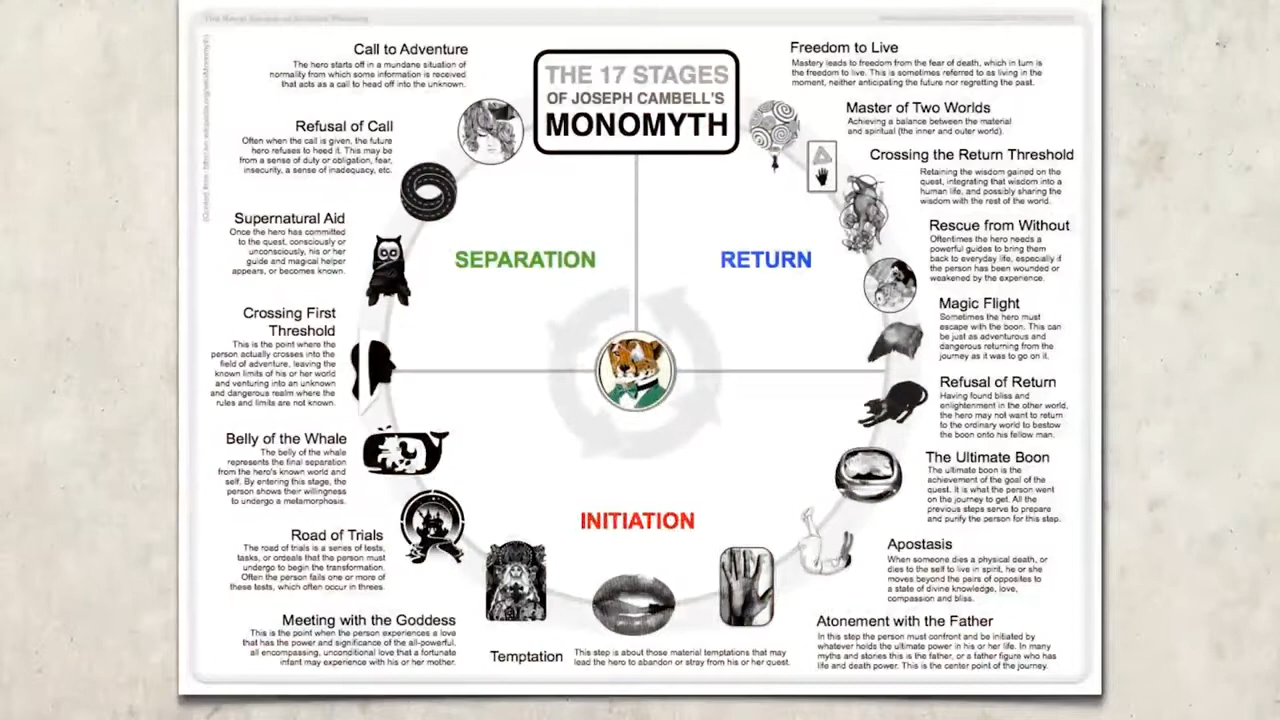 THE 17 STAGES
OF JOSEPH CAMBELL'S
MONOMYTH
Call to Adventure
The hero starts off in a mundane situation of
normality from which some information is received
that acts as a call to head off into the unknown.
Refusal of Call
Often when the call is given, the future
hero refuses to heed it. This may be
from a sense of duty or obligation, fear,
insecurity, a sense of inadequacy, etc.
Supernatural Aid
Once the hero has committed
to the quest, consciously or
unconsciously, his or her
guide and magical helper
appears, or becomes known.
Crossing First
Threshold
This is the point where the
person actually crosses into the
field of adventure, leaving the
known limits of his or her world
and venturing into an unknown
and dangerous realm where the
rules and limits are not known.
Belly of the Whale
The belly of the whale
represents the final separation
from the hero's known world and
self. By entering this stage, the
person shows their willingness
to undergo a metamorphosis.
Road of Trials
The road of trials is a series of tests,
tasks, or ordeals that the person must
undergo to begin the transformation.
Often the person fails one or more of
these tests, which often occur in threes.
Meeting with the Goddess
This is the point when the person experiences a love
that has the power and significance of the all-powerful,
all encompassing, unconditional love that a fortunate
infant may experience with his or her mother.
Temptation
This step is about those material temptations that may
lead the hero to abandon or stray from his or her quest.
SEPARATION
RETURN
INITIATION
Freedom to Live
Mastery leads to freedom from the fear of death, which in turn is
the freedom to live. This is sometimes referred to as living in the
moment, neither anticipating the future nor regretting the past.
Master of Two Worlds
Achieving a balance between the material
and spiritual (the inner and outer world).
Crossing the Return Threshold
Retaining the wisdom gained on the
quest, integrating that wisdom into a
human life, and possibly sharing the
wisdom with the rest of the world.
Rescue from Without
Oftentimes the hero needs a
powerful guides to bring them
back to everyday life, especially if
the person has been wounded or
weakened by the experience.
Magic Flight
Sometimes the hero must
escape with the boon. This can
be just as adventurous and
dangerous returning from the
journey as it was to go on it.
Refusal of Return
Having found bliss and
enlightenment in the other world,
the hero may not want to return
to the ordinary world to bestow
the boon onto his fellow man.
The Ultimate Boon
The ultimate boon is the
achievement of the goal of the
quest. It is what the person went
on the journey to get. All the
previous steps serve to prepare
and purify the person for this step.
Apostasis
When someone dies a physical death, or
dies to the self to live in spirit, he or she
moves beyond the pairs of opposites to
a state of divine knowledge, love,
compassion and bliss.
Atonement with the Father
In this step the person must confront and be initiated by
whatever holds the ultimate power in his or her life. In many
myths and stories this is the father, or a father figure who has
life and death power. This is the center point of the journey.